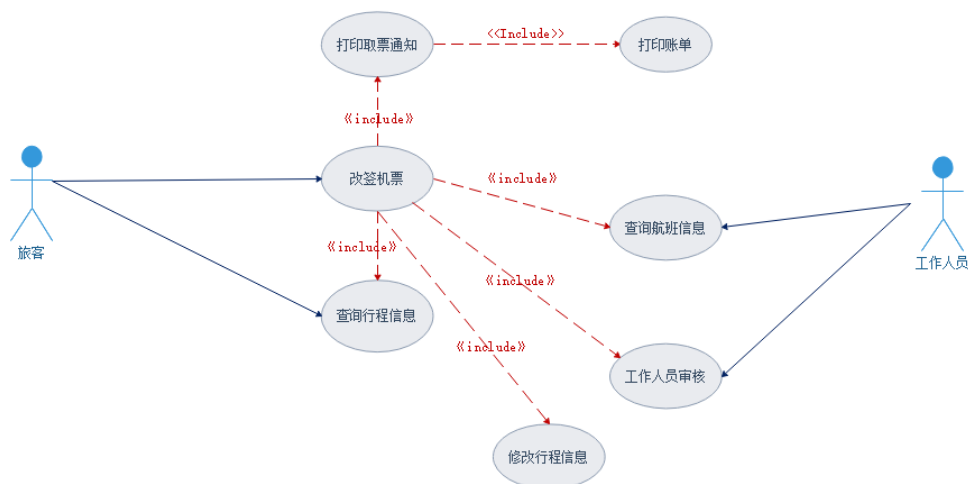 打印取票通知
<<Include>>
打印账单
《include》
改签机票
《include》
旅客
查询航班信息
工作人员
《include》
《include》
查询行程信息
《include》
工作人员审核
修改行程信息